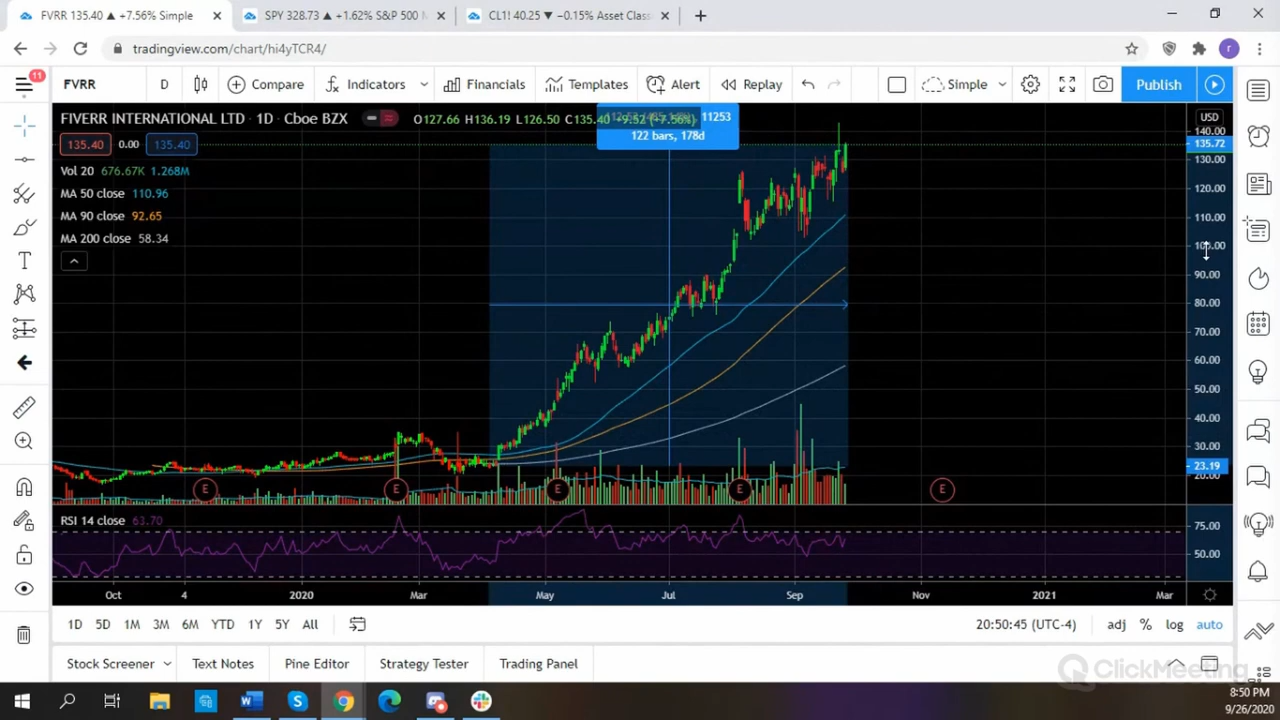 FVRR 135.40 ▲ +7.56% Simple
SPY 328.73 ▲ +1.62% S&P 500
CL1! 40.25 ▼ −0.15% Asset Clas
tradingview.com/chart/hi4yTCR4/
r
11
FVRR
D
Compare
Indicators
Financials
Templates
Alert
Replay
Simple
Publish
FIVERR INTERNATIONAL LTD · 1D · Cboe BZX
O127.66 H136.19 L126.50 C135.40 +9.52 (+7.56%)
11253
122 bars, 178d
135.40 0.00 135.40
Vol 20 676.67K 1.268M
MA 50 close 110.96
MA 90 close 92.65
MA 200 close 58.34
USD
140.00
135.72
130.00
120.00
110.00
100.00
90.00
80.00
70.00
60.00
50.00
40.00
30.00
23.19
20.00
E E E E E
RSI 14 close 63.70
75.00
50.00
Oct 4 2020 Mar May Jul Sep Nov 2021 Mar
1D 5D 1M 3M 6M YTD 1Y 5Y All
20:50:45 (UTC-4) adj % log auto
Stock Screener Text Notes Pine Editor Strategy Tester Trading Panel
ClickMeeting
8:50 PM
9/26/2020